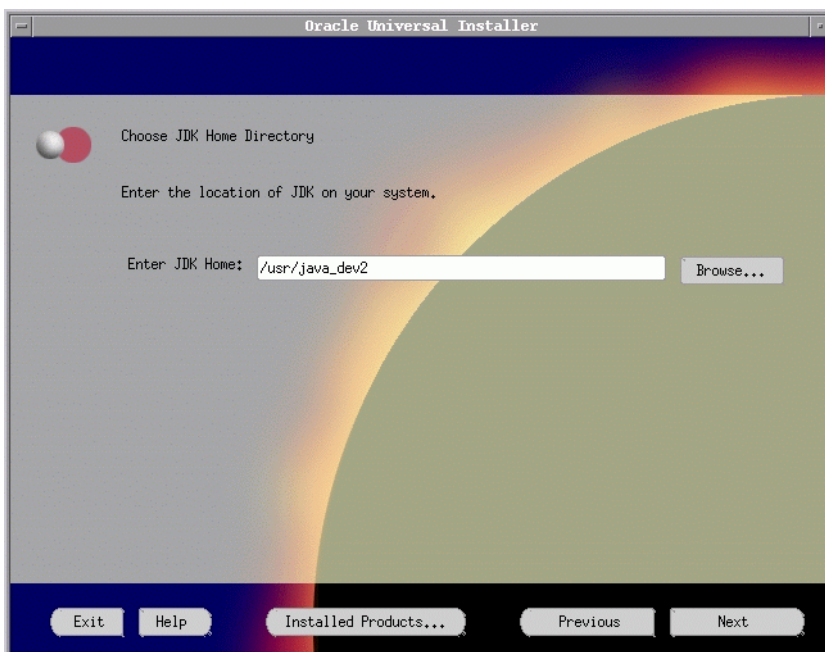 Oracle Universal Installer
Choose JDK Home Directory
Enter the location of JDK on your system.
Enter JDK Home: /usr/java_dev2 Browse...
Exit Help Installed Products... Previous Next